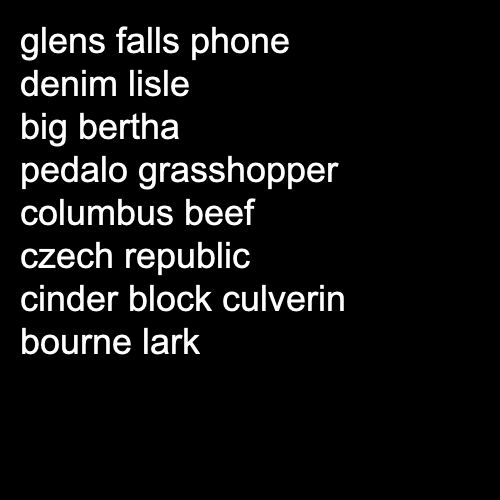 glens falls phone
denim lisle
big bertha
pedalo grasshopper
columbus beef
czech republic
cinder block culverin
bourne lark